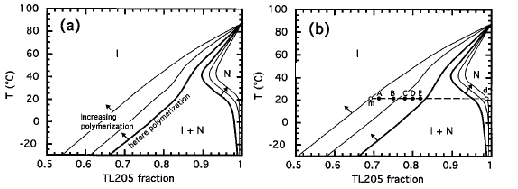 (a)
I
N
I + N
increasing
polymerization
hetero polymerization
T (°C)
100
80
60
40
20
0
-20
0.5
0.6
0.7
0.8
0.9
1
TL205 fraction
(b)
I
N
I + N
A
B
C
D
E
T (°C)
100
80
60
40
20
0
-20
0.5
0.6
0.7
0.8
0.9
1
TL205 fraction